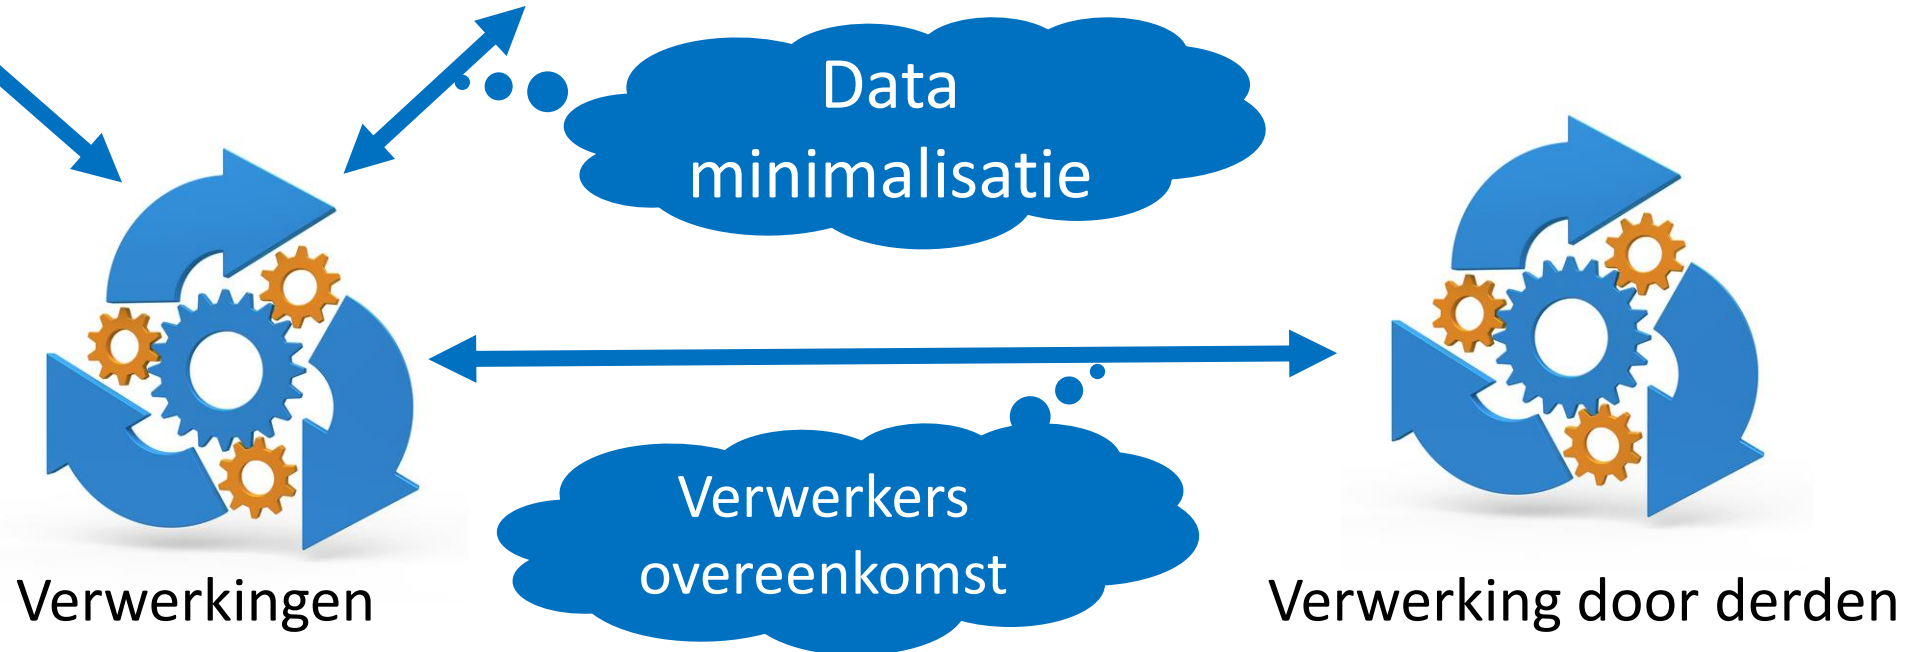 Data
minimalisatie
Verwerkers
overeenkomst
Verwerkingen
Verwerking door derden